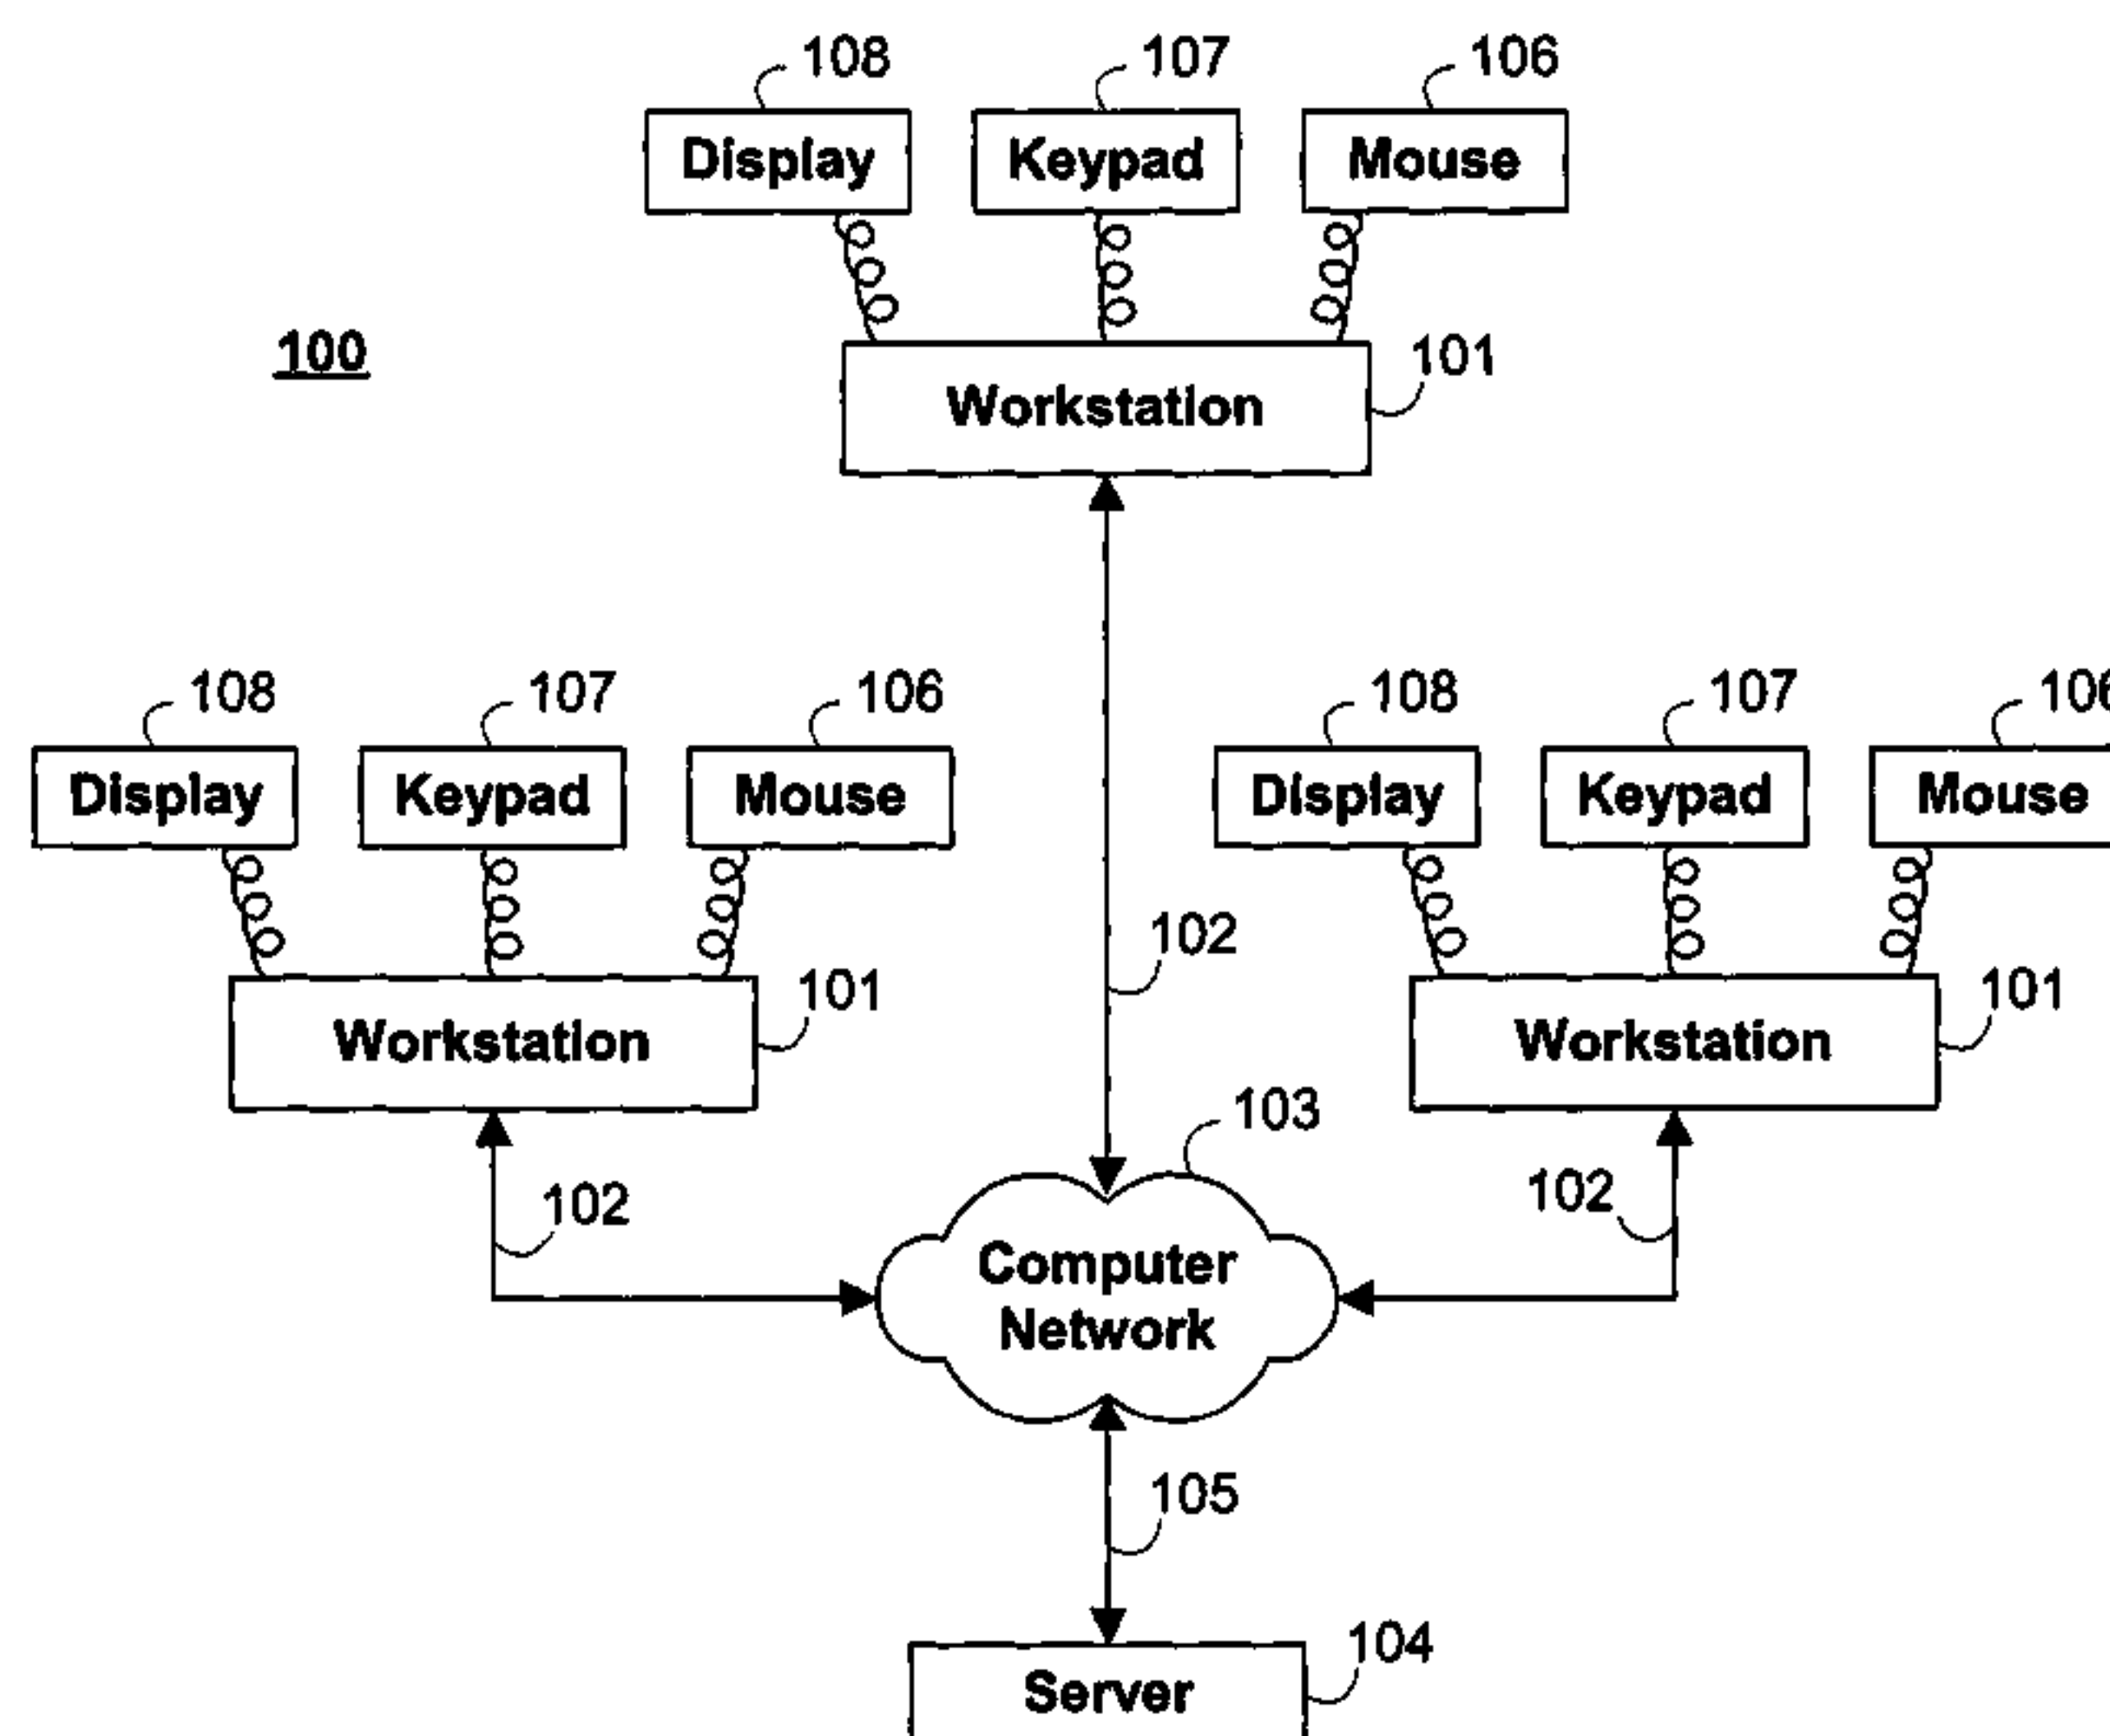 108 107 106
Display Keypad Mouse
100
101
Workstation
108 107 106 108 107
Display Keypad Mouse Display Keypad Mouse
102
101 101
Workstation Workstation
103
102 102
Computer
Network
105
104
Server